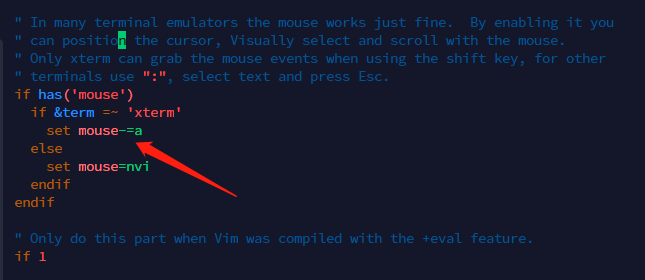 " In many terminal emulators the mouse works just fine.  By enabling it you
" can position the cursor, Visually select and scroll with the mouse.
" Only xterm can grab the mouse events when using the shift key, for other
" terminals use ":", select text and press Esc.
if has('mouse')
  if &term =~ 'xterm'
    set mouse-=a
  else
    set mouse=nvi
  endif
endif
" Only do this part when Vim was compiled with the +eval feature.
if 1